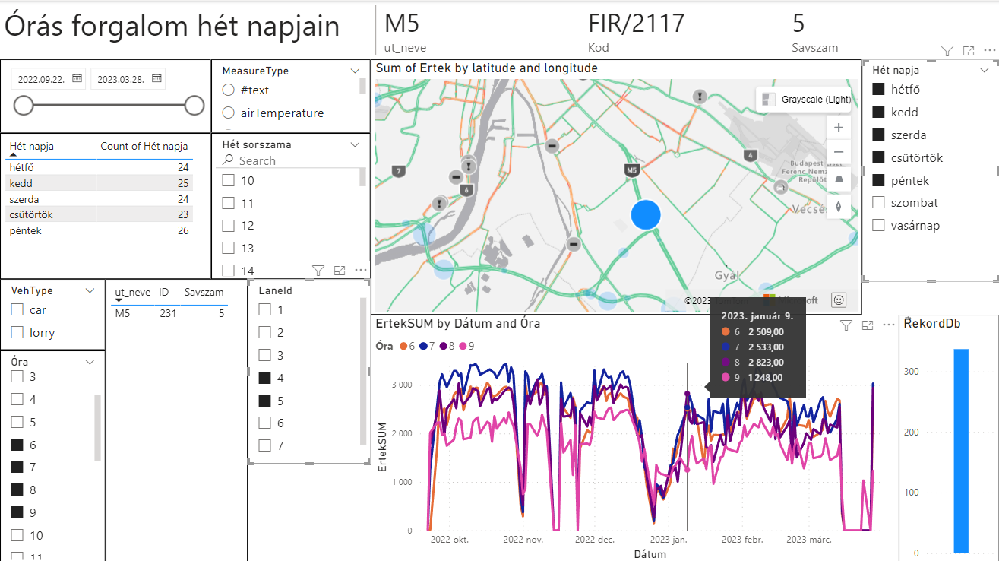 Órás forgalom hét napjain
M5
ut_neve
FIR/2117
Kod
5
Savszam
2022.09.22.
2023.03.28.
MeasureType
#text
airTemperature
Hét napja Count of Hét napja
hétfő 24
kedd 25
szerda 24
csütörtök 23
péntek 26
Hét sorszama
Search
10
11
12
13
14
Sum of Ertek by latitude and longitude
Grayscale (Light)
7
6
M5
4
Budapest
Ferenc Nemz
Repülőt
Vecsés
Gyál
©2023 TomTom
Microsoft
Hét napja
hétfő
kedd
szerda
csütörtök
péntek
szombat
vasárnap
VehType
car
lorry
ut_neve ID Savszam
M5 231 5
LaneId
1
2
3
4
5
6
7
Óra
3
4
5
6
7
8
9
10
11
ErtekSUM by Dátum and Óra
Óra 6 7 8 9
2023. január 9.
6 2 509,00
7 2 533,00
8 2 823,00
9 1 248,00
ErtekSUM
3 000
2 000
1 000
0
2022 okt. 2022 nov. 2022 dec. 2023 jan. 2023 febr. 2023 márc.
Dátum
RekordDb
300
200
100
0